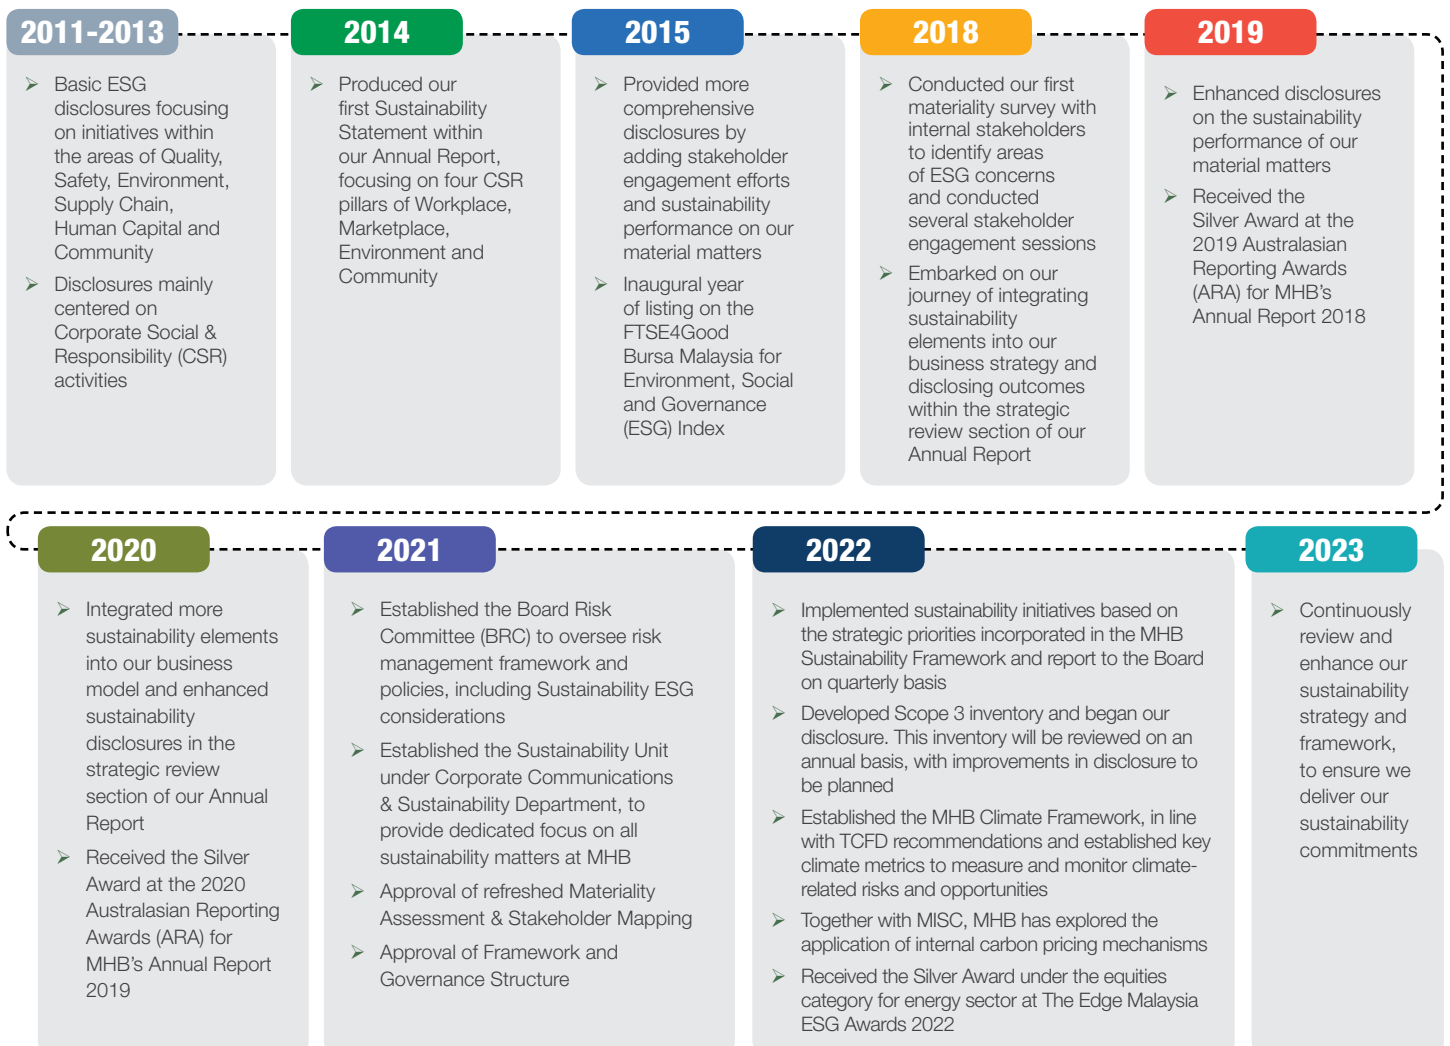 2011-2013
Basic ESG
disclosures focusing
on initiatives within
the areas of Quality,
Safety, Environment,
Supply Chain,
Human Capital and
Community
Disclosures mainly
centered on
Corporate Social &
Responsibility (CSR)
activities
2014
Produced our
first Sustainability
Statement within
our Annual Report,
focusing on four CSR
pillars of Workplace,
Marketplace,
Environment and
Community
2015
Provided more
comprehensive
disclosures by
adding stakeholder
engagement efforts
and sustainability
performance on our
material matters
Inaugural year
of listing on the
FTSE4Good
Bursa Malaysia for
Environment, Social
and Governance
(ESG) Index
2018
Conducted our first
materiality survey with
internal stakeholders
to identify areas
of ESG concerns
and conducted
several stakeholder
engagement sessions
Embarked on our
journey of integrating
sustainability
elements into our
business strategy and
disclosing outcomes
within the strategic
review section of our
Annual Report
2019
Enhanced disclosures
on the sustainability
performance of our
material matters
Received the
Silver Award at the
2019 Australasian
Reporting Awards
(ARA) for MHB's
Annual Report 2018
2020
Integrated more
sustainability elements
into our business
model and enhanced
sustainability
disclosures in the
strategic review
section of our Annual
Report
Received the Silver
Award at the 2020
Australasian Reporting
Awards (ARA) for
MHB's Annual Report
2019
2021
Established the Board Risk
Committee (BRC) to oversee risk
management framework and
policies, including Sustainability ESG
considerations
Established the Sustainability Unit
under Corporate Communications
& Sustainability Department, to
provide dedicated focus on all
sustainability matters at MHB
Approval of refreshed Materiality
Assessment & Stakeholder Mapping
Approval of Framework and
Governance Structure
2022
Implemented sustainability initiatives based on
the strategic priorities incorporated in the MHB
Sustainability Framework and report to the Board
on quarterly basis
Developed Scope 3 inventory and began our
disclosure. This inventory will be reviewed on an
annual basis, with improvements in disclosure to
be planned
Established the MHB Climate Framework, in line
with TCFD recommendations and established key
climate metrics to measure and monitor climate-
related risks and opportunities
Together with MISC, MHB has explored the
application of internal carbon pricing mechanisms
Received the Silver Award under the equities
category for energy sector at The Edge Malaysia
ESG Awards 2022
2023
Continuously
review and
enhance our
sustainability
strategy and
framework,
to ensure we
deliver our
sustainability
commitments